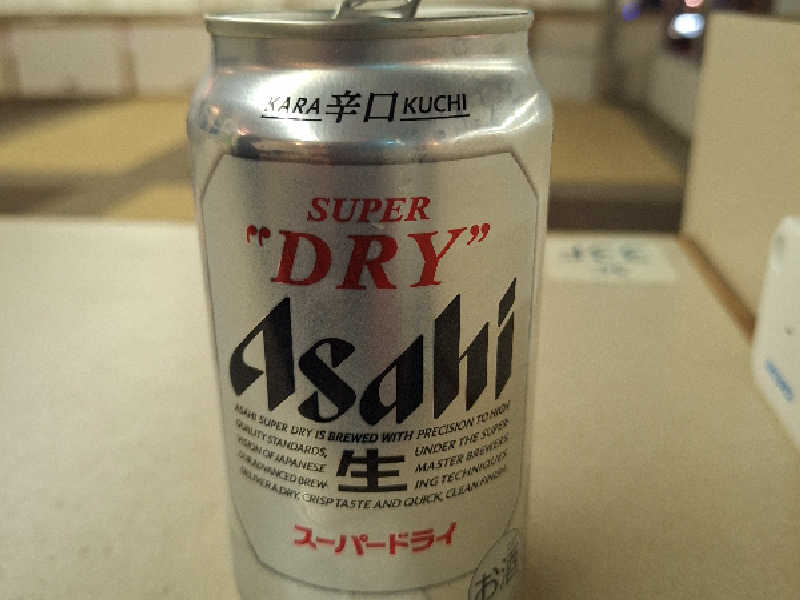 KARA 辛口 KUCHI
SUPER
"DRY"
Asahi
ASAHI SUPER DRY IS BREWED WITH PRECISION TO HIGH
QUALITY STANDARDS, UNDER THE SUPER-
VISION OF JAPANESE MASTER BREWERS.
OUR ADVANCED BREW- ING TECHNIQUES
DELIVER A DRY, CRISP TASTE AND QUICK, CLEAN FINISH.
生
スーパードライ
お酒